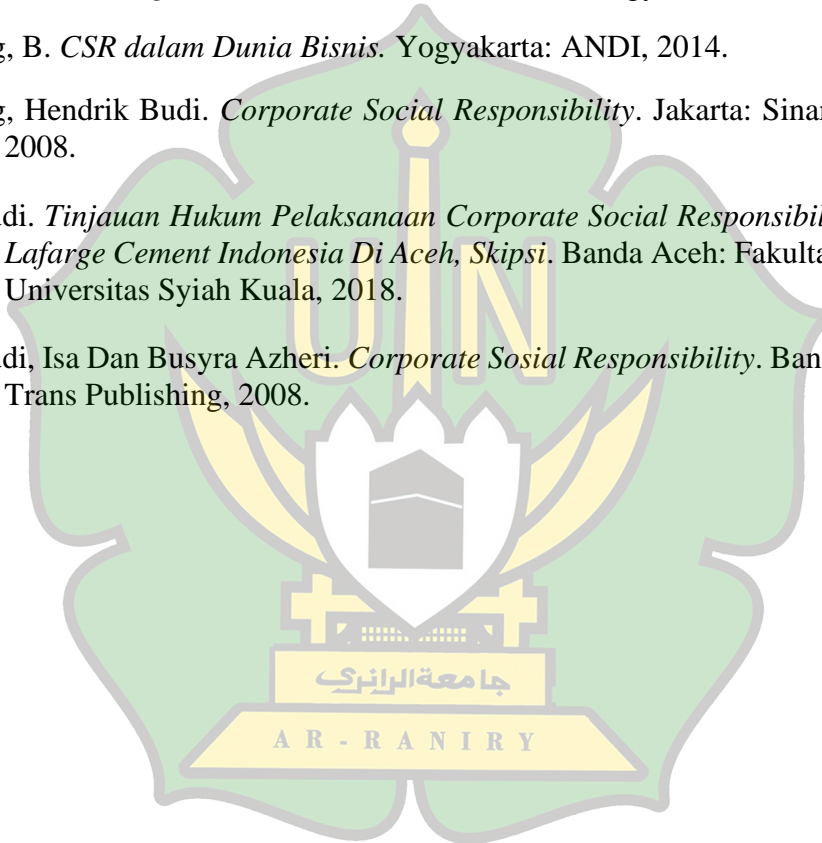 g, B. CSR dalam Dunia Bisnis. Yogyakarta: ANDI, 2014.
g, Hendrik Budi. Corporate Social Responsibility. Jakarta: Sinar
2008.
di. Tinjauan Hukum Pelaksanaan Corporate Social Responsibil
Lafarge Cement Indonesia Di Aceh, Skipsi. Banda Aceh: Fakulta
Universitas Syiah Kuala, 2018.
di, Isa Dan Busyra Azheri. Corporate Sosial Responsibility. Ban
Trans Publishing, 2008.
UIN
جامعة الرانري
AR-RANIRY